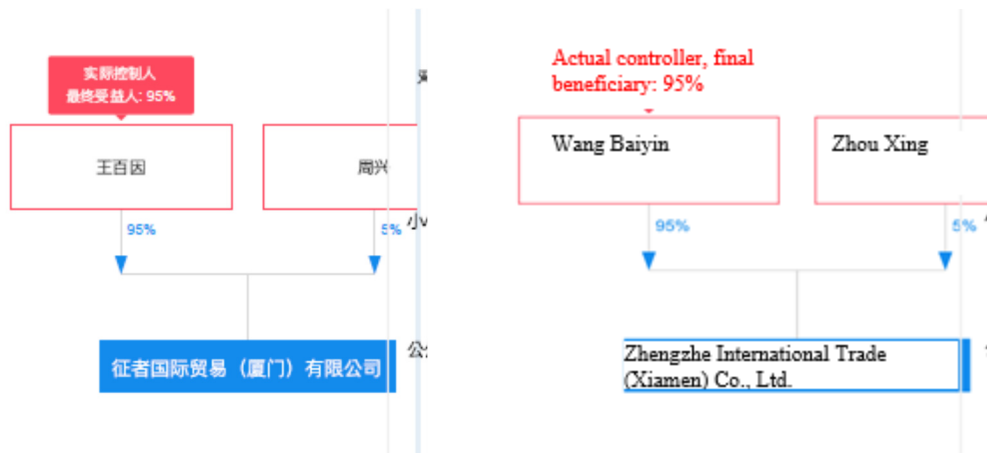 实际控制人
最终受益人: 95%
王百因
周兴
95%
5%
小
征者国际贸易（厦门）有限公司
公
Actual controller, final
beneficiary: 95%
Wang Baiyin
Zhou Xing
95%
5%
Zhengzhe International Trade
(Xiamen) Co., Ltd.